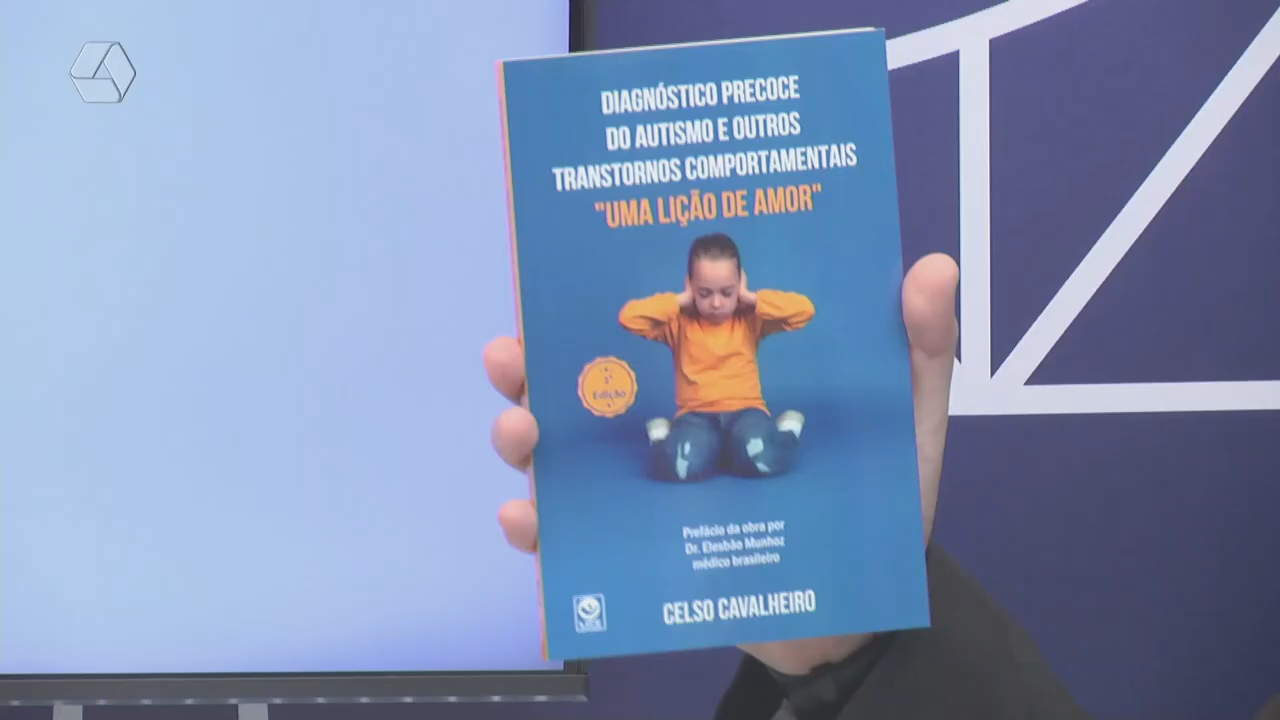 DIAGNÓSTICO PRECOCE
DO AUTISMO E OUTROS
TRANSTORNOS COMPORTAMENTAIS
"UMA LIÇÃO DE AMOR"
Edição
Prefácio da obra por
Dr. Elesbão Munhoz
médico brasileiro
CELSO CAVALHEIRO